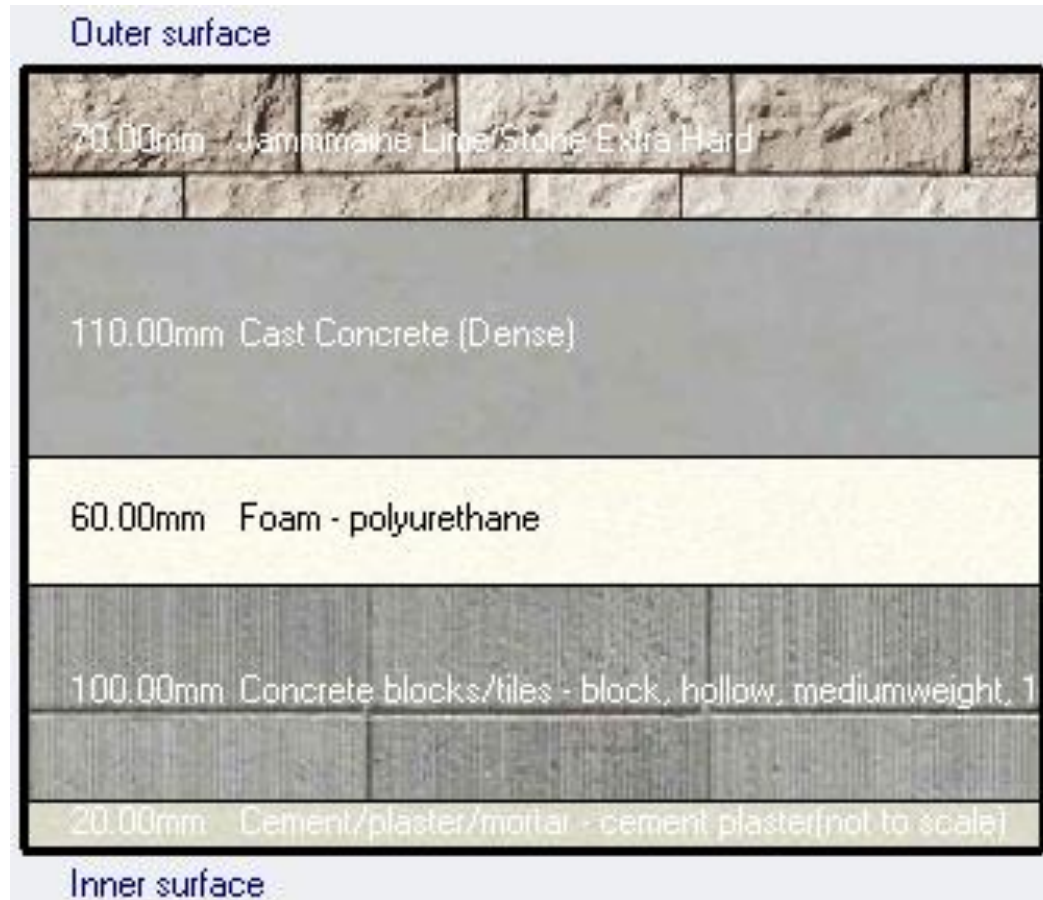 Outer surface
70.00mm Jammmaine Lime/Stone Extra Hard
110.00mm Cast Concrete (Dense)
60.00mm Foam - polyurethane
100.00mm Concrete blocks/tiles - block, hollow, mediumweight, 1
20.00mm Cement/plaster/mortar - cement plaster(not to scale)
Inner surface